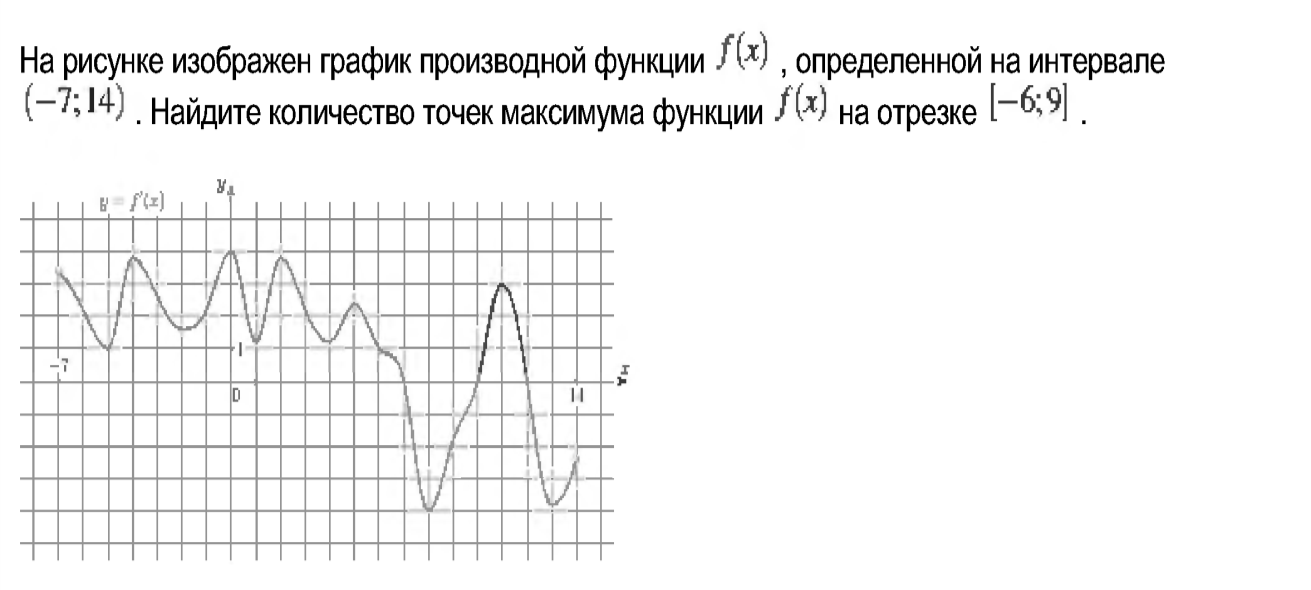 На рисунке изображен график производной функции f(x) , определенной на интервале
(−7; 14) . Найдите количество точек максимума функции f(x) на отрезке [−6; 9] .
y
y = f′(x)
1
−7
x
0
14